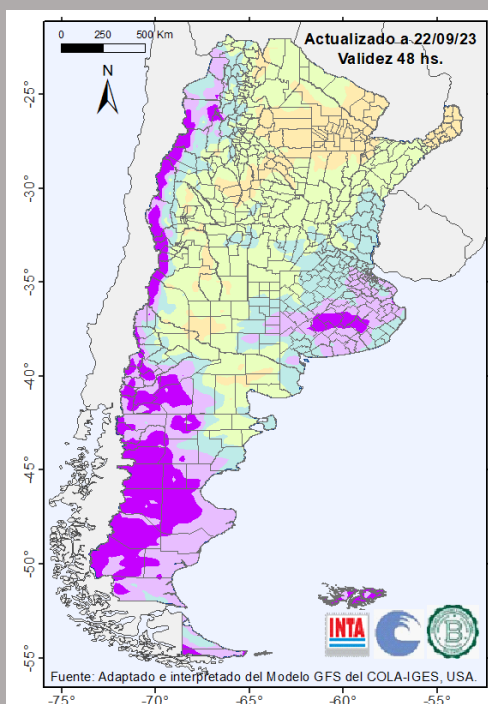 0 250 500 Km
Actualizado a 22/09/23
Validez 48 hs.
N
-25°
-30°
-35°
-40°
-45°
-50°
-55°
INTA
B
Fuente: Adaptado e interpretado del Modelo GFS del COLA-IGES, USA.
-75° -70° -65° -60° -55°